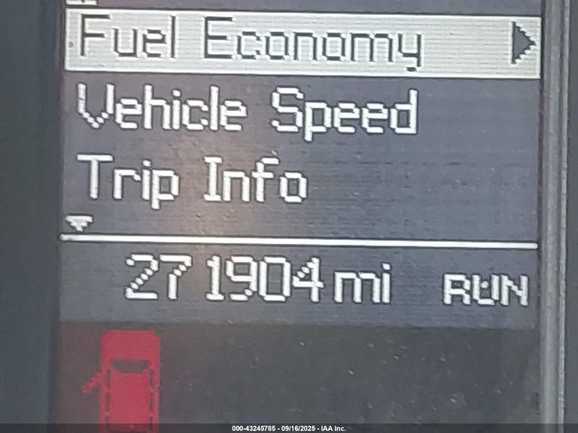 Fuel Economy
Vehicle Speed
Trip Info
271904 mi RUN
000-43245785 - 09/16/2025 - IAA Inc.